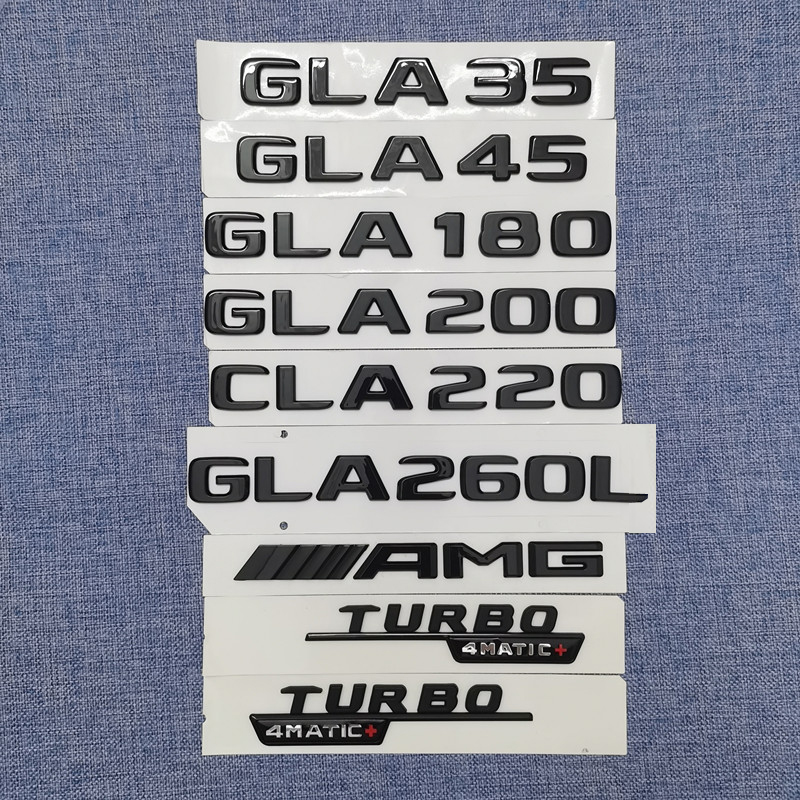 GLA 35
GLA 45
GLA 180
GLA 200
CLA 220
GLA260L
AMG
TURBO
4MATIC+
TURBO
4MATIC+